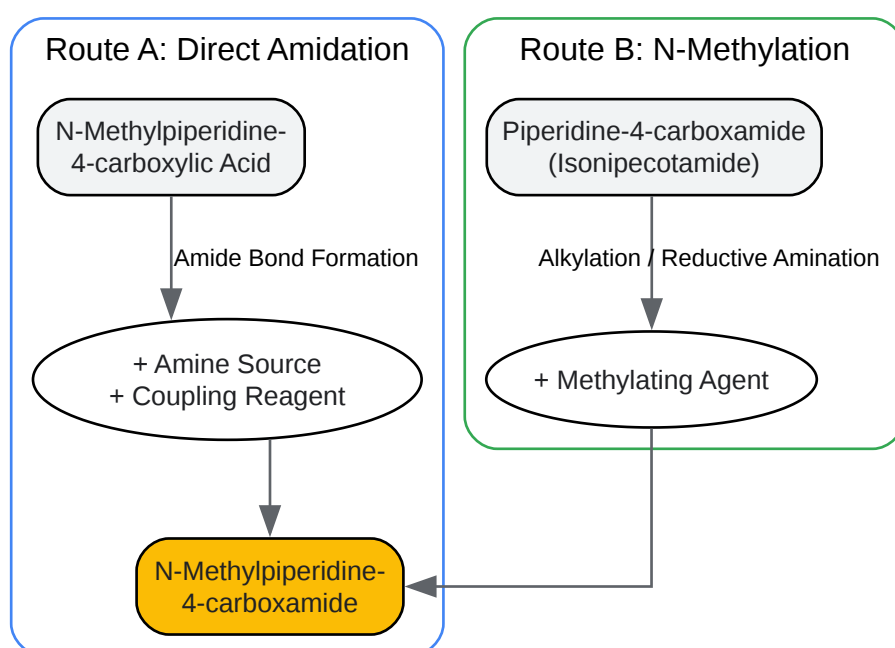 Route A: Direct Amidation
N-Methylpiperidine-
4-carboxylic Acid
Amide Bond Formation
+ Amine Source
+ Coupling Reagent
N-Methylpiperidine-
4-carboxamide
Route B: N-Methylation
Piperidine-4-carboxamide
(Isonipecotamide)
Alkylation / Reductive Amination
+ Methylating Agent